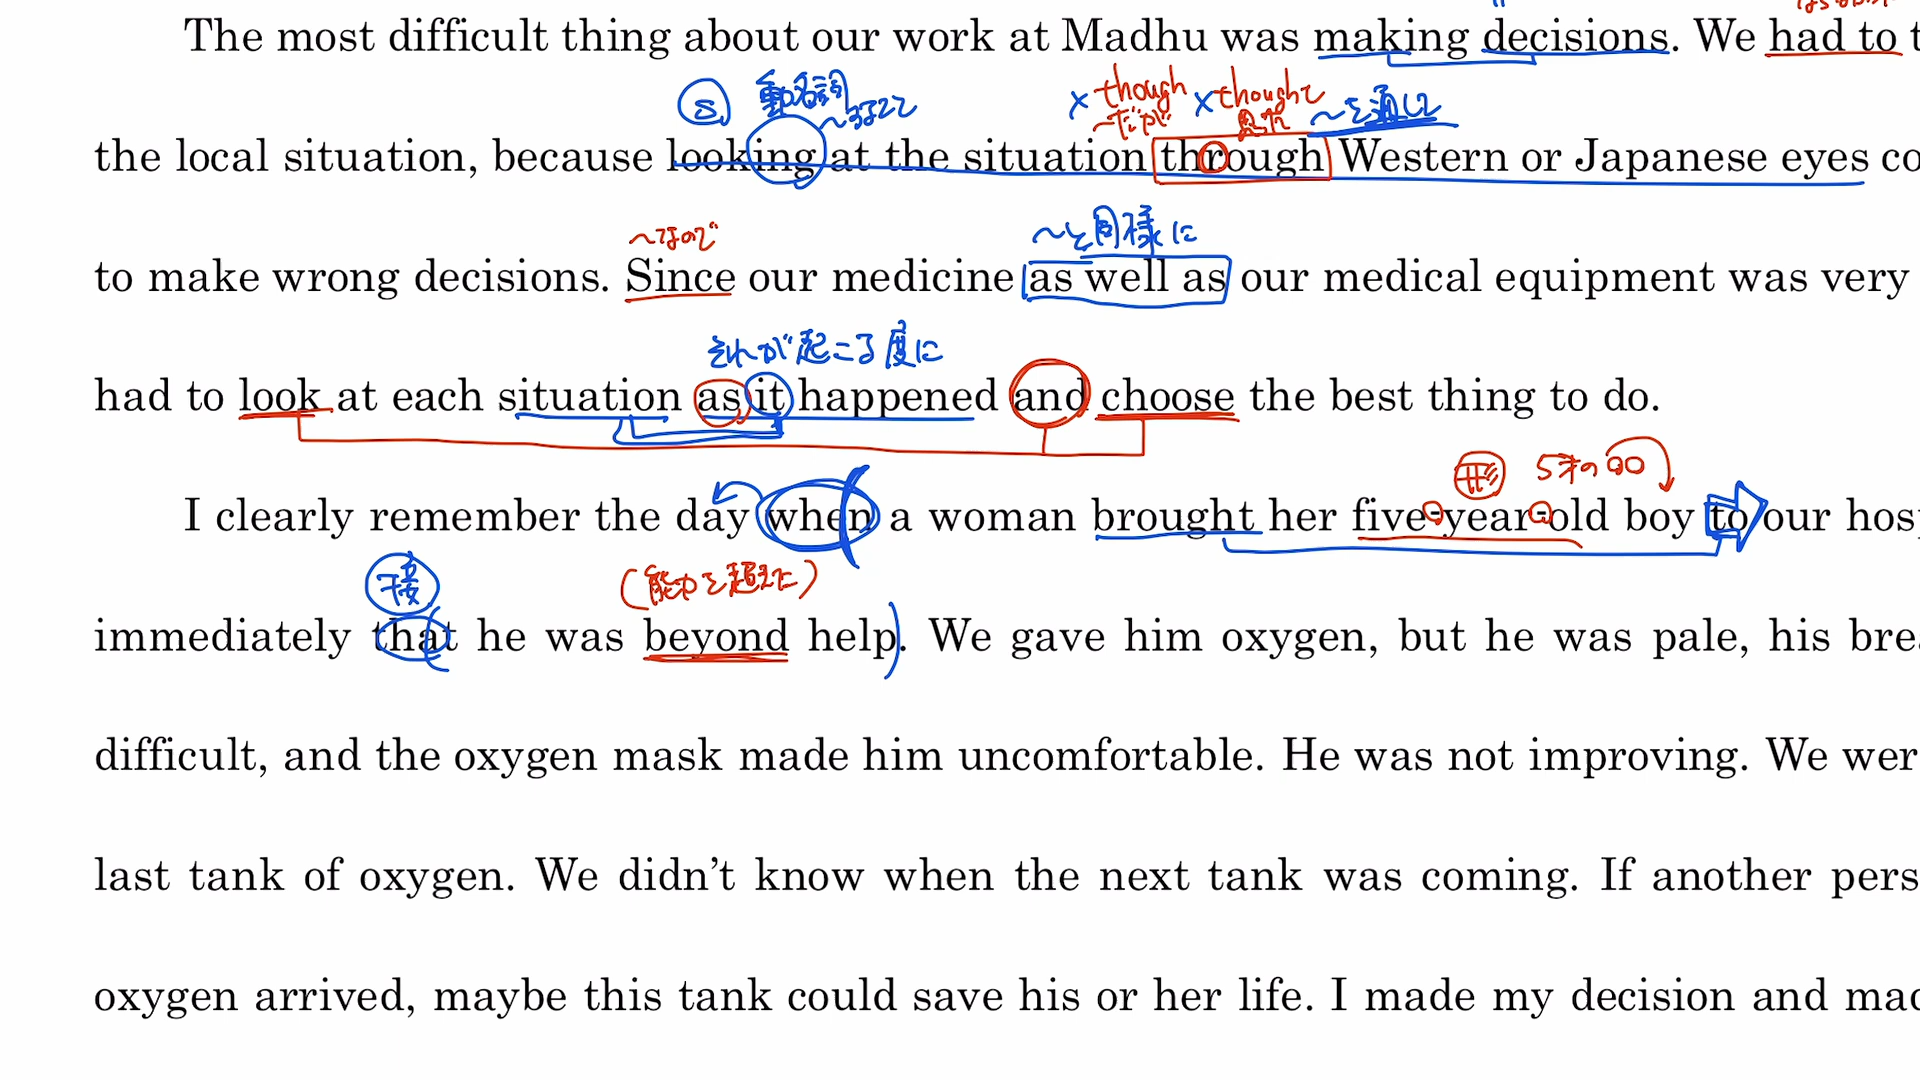 The most difficult thing about our work at Madhu was making decisions. We had to t
Ⓢ 動名詞 ～すること ×though ～だが ×thought 思った ～を通して
the local situation, because looking at the situation through Western or Japanese eyes co
～なので ～と同様に
to make wrong decisions. Since our medicine as well as our medical equipment was very
それが起こる度に
had to look at each situation as it happened and choose the best thing to do.
形 5才の○○
I clearly remember the day when a woman brought her five-year-old boy to our hos
接 (能力を超えた)
immediately that he was beyond help. We gave him oxygen, but he was pale, his bre
difficult, and the oxygen mask made him uncomfortable. He was not improving. We wer
last tank of oxygen. We didn’t know when the next tank was coming. If another pers
oxygen arrived, maybe this tank could save his or her life. I made my decision and mad